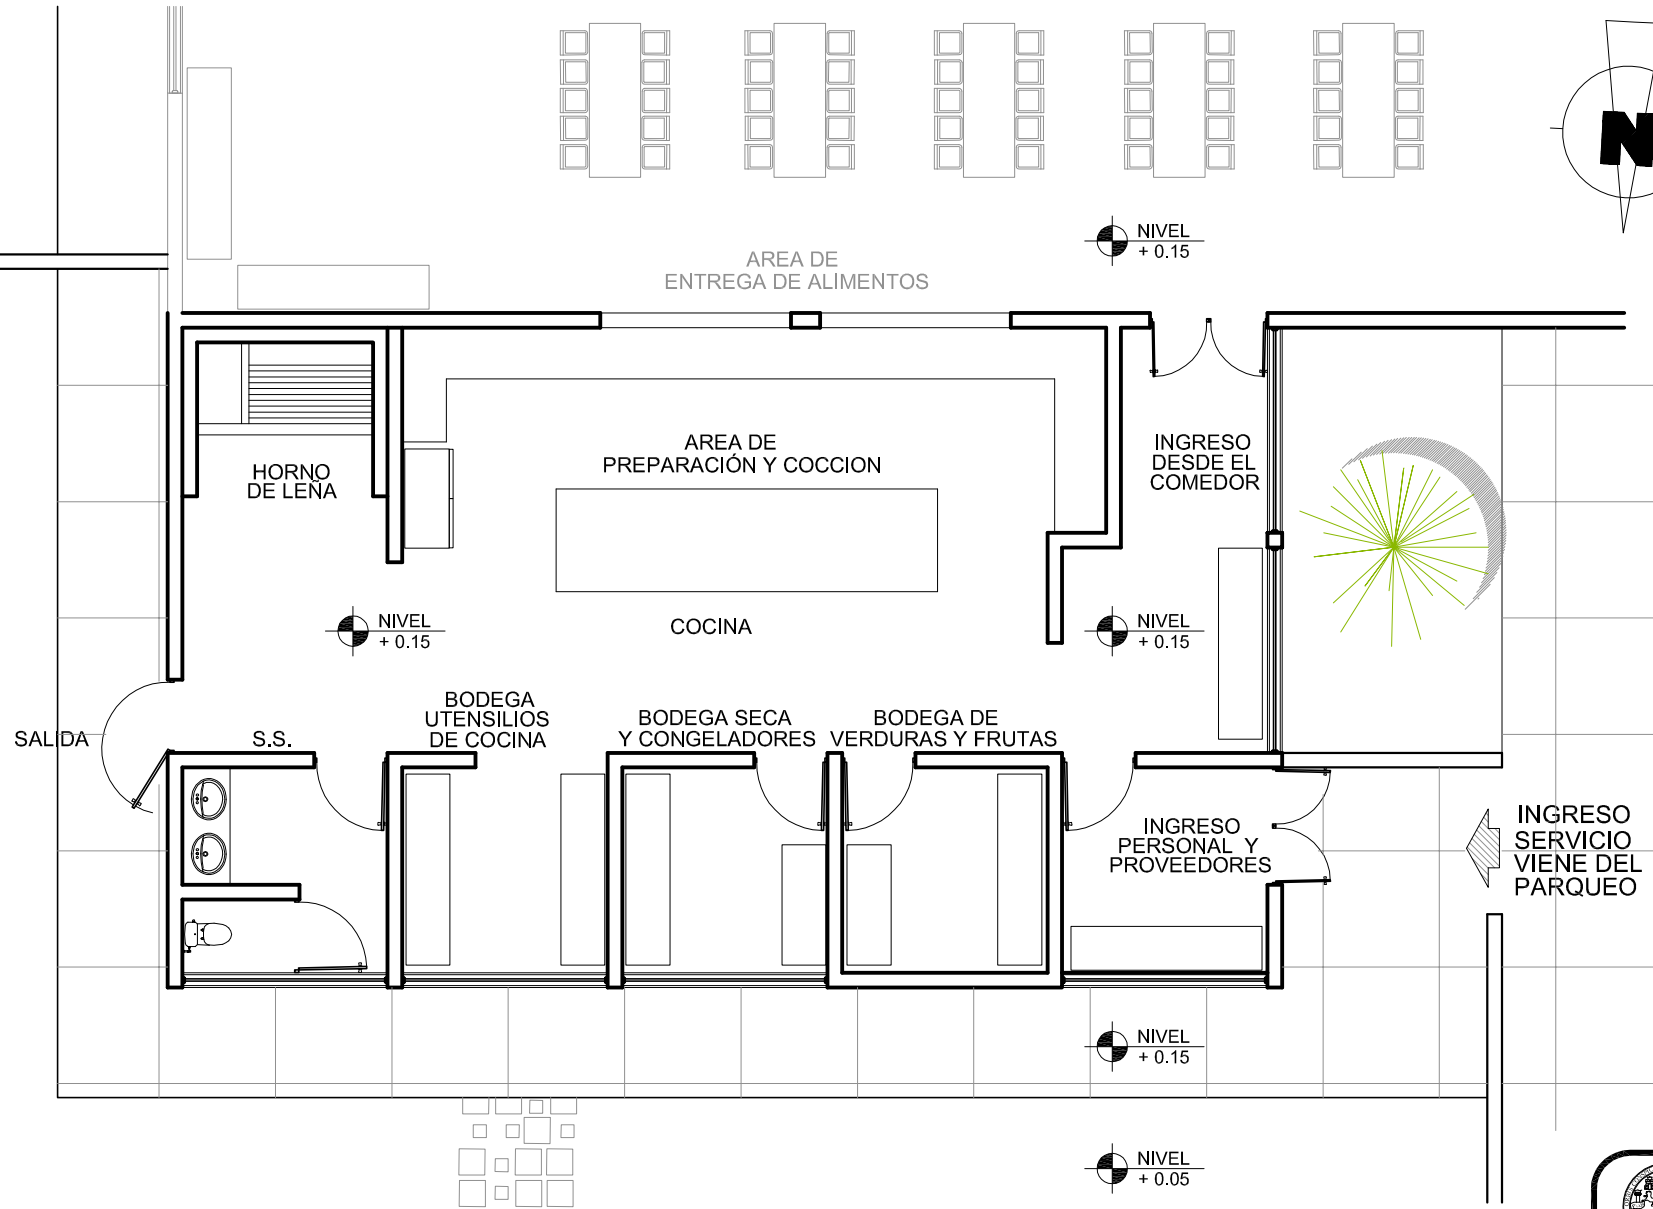 N
NIVEL
+ 0.15
AREA DE
ENTREGA DE ALIMENTOS
AREA DE
PREPARACIÓN Y COCCION
INGRESO
DESDE EL
COMEDOR
HORNO
DE LEÑA
NIVEL
+ 0.15
COCINA
NIVEL
+ 0.15
SALIDA
S.S.
BODEGA
UTENSILIOS
DE COCINA
BODEGA SECA
Y CONGELADORES
BODEGA DE
VERDURAS Y FRUTAS
INGRESO
PERSONAL Y
PROVEEDORES
INGRESO
SERVICIO
VIENE DEL
PARQUEO
NIVEL
+ 0.15
NIVEL
+ 0.05